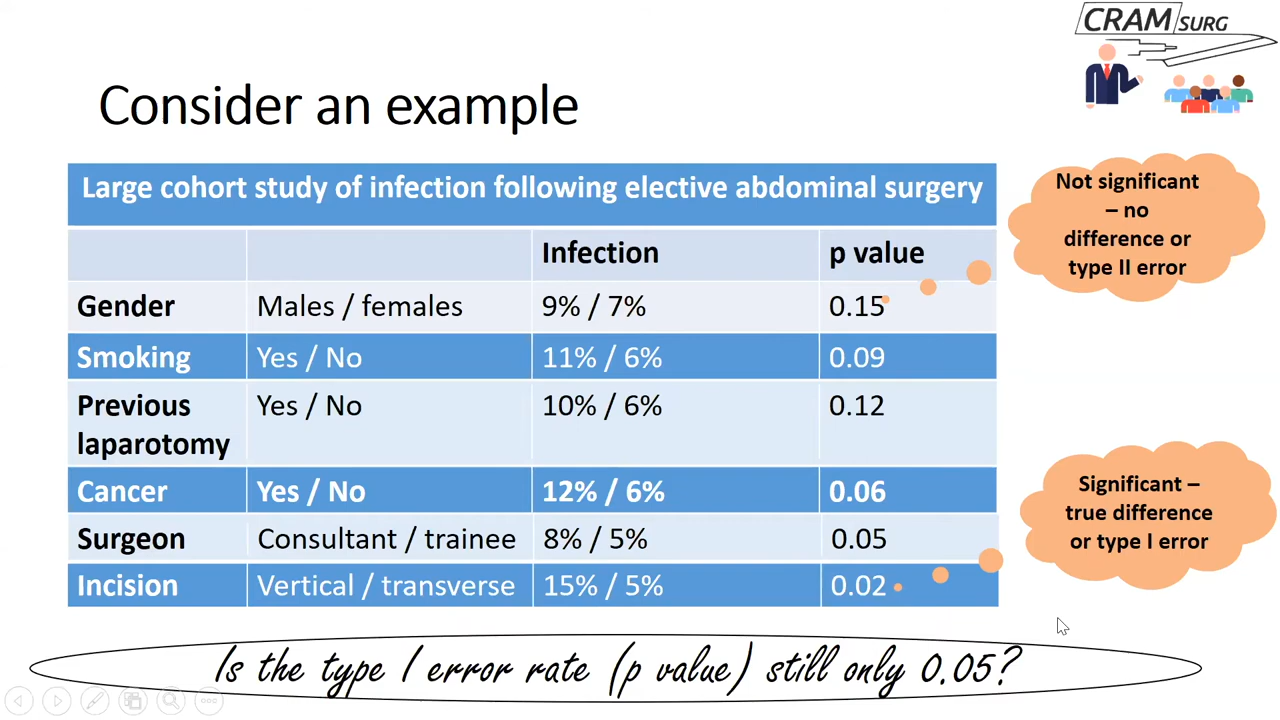 CRAMSURG
Consider an example
Large cohort study of infection following elective abdominal surgery
Infection p value
Gender Males / females 9% / 7% 0.15
Smoking Yes / No 11% / 6% 0.09
Previous Yes / No 10% / 6% 0.12
laparotomy
Cancer Yes / No 12% / 6% 0.06
Surgeon Consultant / trainee 8% / 5% 0.05
Incision Vertical / transverse 15% / 5% 0.02
Not significant
– no
difference or
type II error
Significant –
true difference
or type I error
Is the type I error rate (p value) still only 0.05?